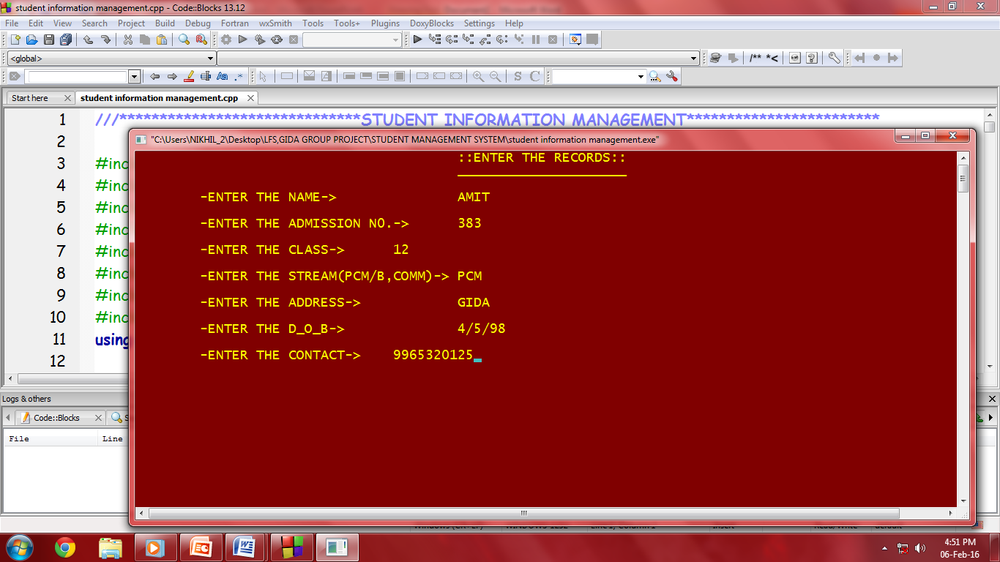 student information management.cpp - Code::Blocks 13.12
File Edit View Search Project Build Debug Fortran wxSmith Tools Tools+ Plugins DoxyBlocks Settings Help
<global>
/** *<
Aa .*
S C
Start here student information management.cpp
1 ///******************************STUDENT INFORMATION MANAGEMENT************************
2
"C:\Users\NIKHIL_2\Desktop\LFS,GIDA GROUP PROJECT\STUDENT MANAGEMENT SYSTEM\student information management.exe"
3 #inc
4 #inc
5 #inc
6 #inc
7 #inc
8 #inc
9 #inc
10 #inc
11 using
12
::ENTER THE RECORDS::
-ENTER THE NAME-> AMIT
-ENTER THE ADMISSION NO.-> 383
-ENTER THE CLASS-> 12
-ENTER THE STREAM(PCM/B,COMM)-> PCM
-ENTER THE ADDRESS-> GIDA
-ENTER THE D_O_B-> 4/5/98
-ENTER THE CONTACT-> 9965320125
Logs & others
Code::Blocks
File Line
4:51 PM
06-Feb-16